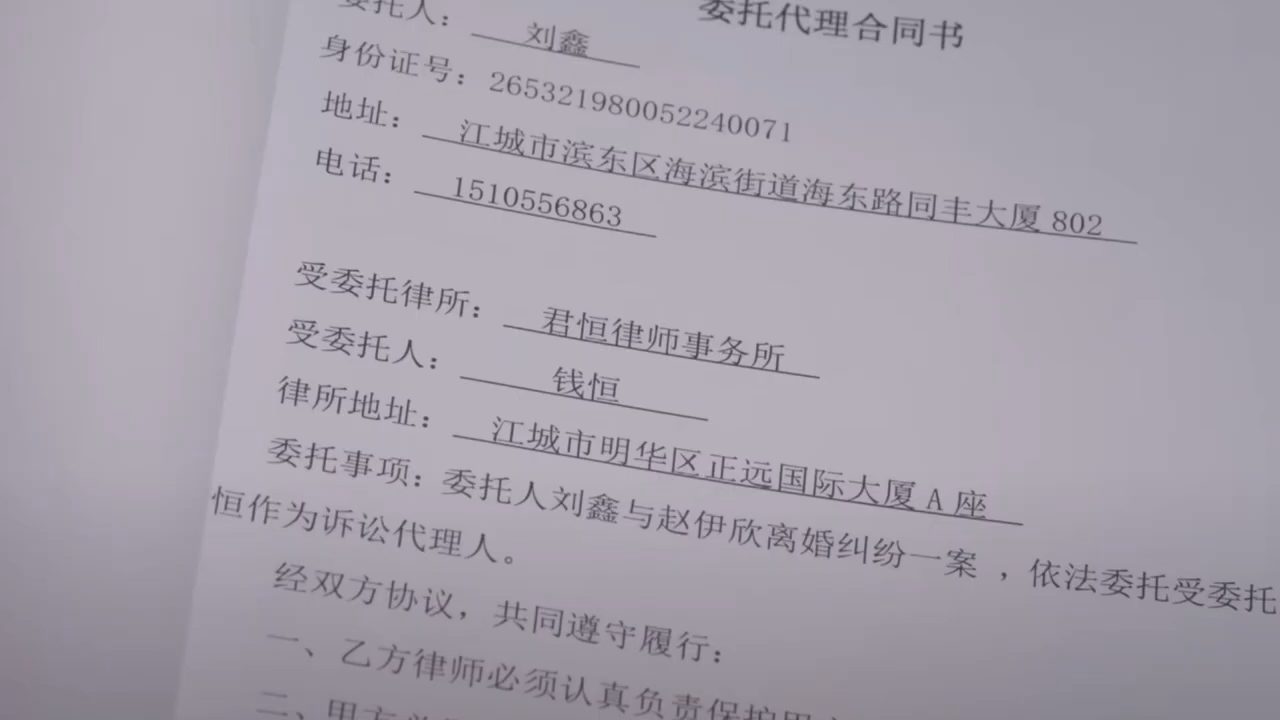 委托代理合同书
委托人：刘鑫
身份证号：265321980052240071
地址：江城市滨东区海滨街道海东路同丰大厦 802
电话：1510556863
受委托律所：君恒律师事务所
受委托人：钱恒
律所地址：江城市明华区正远国际大厦 A 座
委托事项：委托人刘鑫与赵伊欣离婚纠纷一案 ，依法委托受委托
恒作为诉讼代理人。
经双方协议，共同遵守履行：
一、乙方律师必须认真负责保护甲
二、甲方必